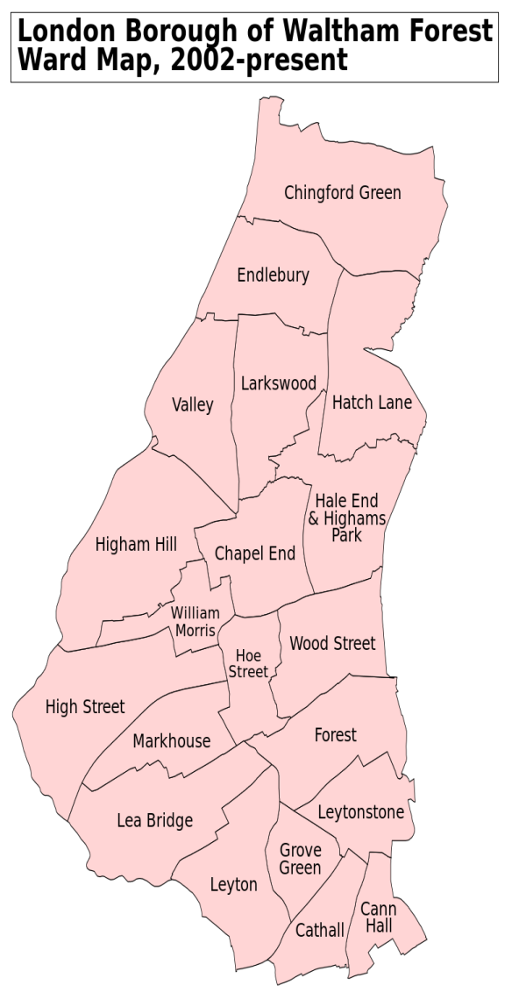 London Borough of Waltham Forest
Ward Map, 2002-present
Chingford Green
Endlebury
Larkswood
Valley
Hatch Lane
Hale End
& Highams
Park
Higham Hill
Chapel End
William
Morris
Wood Street
Hoe
Street
High Street
Markhouse
Forest
Leytonstone
Lea Bridge
Grove
Green
Leyton
Cann
Hall
Cathall